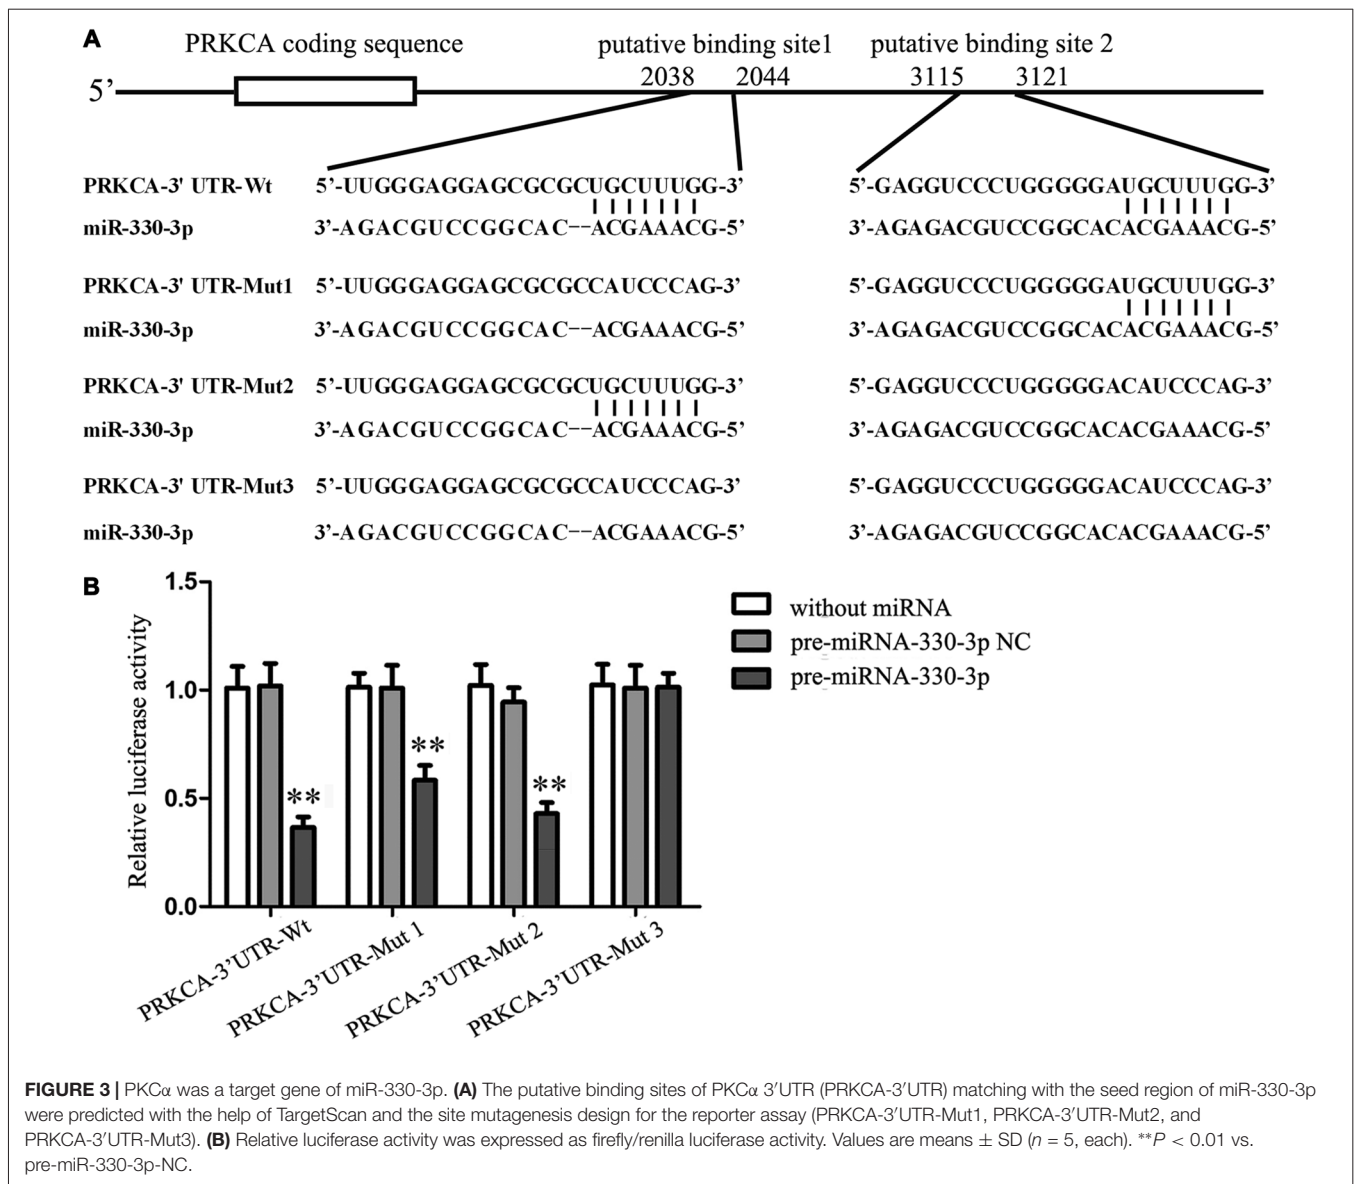 A
PRKCA coding sequence putative binding site1 putative binding site 2
2038 2044 3115 3121
5’
PRKCA-3' UTR-Wt 5’-UUGGGAGGAGCGCGCUGCUUUGG-3’ 5’-GAGGUCCCUGGGGGAUGCUUUGG-3’
miR-330-3p 3’-AGACGUCCGGCAC--ACGAAACG-5’ 3’-AGAGACGUCCGGCACACGAAACG-5’
PRKCA-3' UTR-Mut1 5’-UUGGGAGGAGCGCGCCAUCCCAG-3’ 5’-GAGGUCCCUGGGGGAUGCUUUGG-3’
miR-330-3p 3’-AGACGUCCGGCAC--ACGAAACG-5’ 3’-AGAGACGUCCGGCACACGAAACG-5’
PRKCA-3' UTR-Mut2 5’-UUGGGAGGAGCGCGCUGCUUUGG-3’ 5’-GAGGUCCCUGGGGGACAUCCCAG-3’
miR-330-3p 3’-AGACGUCCGGCAC--ACGAAACG-5’ 3’-AGAGACGUCCGGCACACGAAACG-5’
PRKCA-3' UTR-Mut3 5’-UUGGGAGGAGCGCGCCAUCCCAG-3’ 5’-GAGGUCCCUGGGGGACAUCCCAG-3’
miR-330-3p 3’-AGACGUCCGGCAC--ACGAAACG-5’ 3’-AGAGACGUCCGGCACACGAAACG-5’
B
Relative luciferase activity
1.5
1.0
0.5
0.0
** ** **
PRKCA-3’UTR-Wt
PRKCA-3’UTR-Mut 1
PRKCA-3’UTR-Mut 2
PRKCA-3’UTR-Mut 3
without miRNA
pre-miRNA-330-3p NC
pre-miRNA-330-3p
FIGURE 3 | PKCα was a target gene of miR-330-3p. (A) The putative binding sites of PKCα 3′UTR (PRKCA-3′UTR) matching with the seed region of miR-330-3p
were predicted with the help of TargetScan and the site mutagenesis design for the reporter assay (PRKCA-3′UTR-Mut1, PRKCA-3′UTR-Mut2, and
PRKCA-3′UTR-Mut3). (B) Relative luciferase activity was expressed as firefly/renilla luciferase activity. Values are means ± SD (n = 5, each). **P < 0.01 vs.
pre-miR-330-3p-NC.